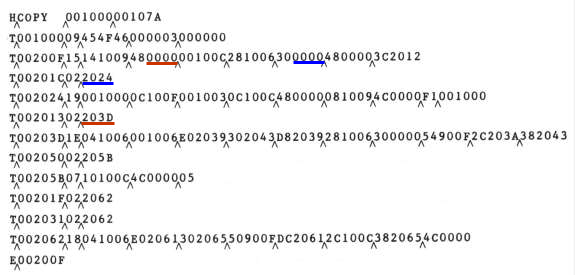 HCOPY  00100000107A
T00100009454F46000003000000
T00200F1514100948000000100C2810063000004800003C2012
T00201C022024
T002024190010000C100F0010030C100C4800000810094C0000F1001000
T00201302203D
T00203D1E041006001006E02039302043D8203928100630000054900F2C203A382043
T00205002205B
T00205B0710100C4C000005
T00201F022062
T002031022062
T00206218041006E0206130206550900FDC20612C100C3820654C0000
E00200F